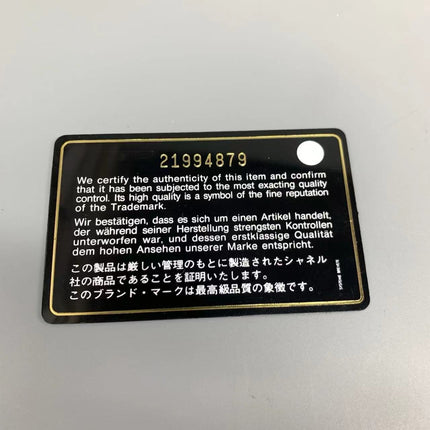 21994879
We certify the authenticity of this item and confirm
that it has been subjected to the most exacting quality
control. Its high quality is a symbol of the fine reputation
of the Trademark.
Wir bestätigen, dass es sich um einen Artikel handelt,
der während seiner Herstellung strengsten Kontrollen
unterworfen war, und dessen erstklassige Qualität
dem hohen Ansehen unserer Marke entspricht.
この製品は厳しい管理のもとに製造されたシャネル
社の商品であることを証明いたします。
このブランド・マークは最高級品質の象徴です。